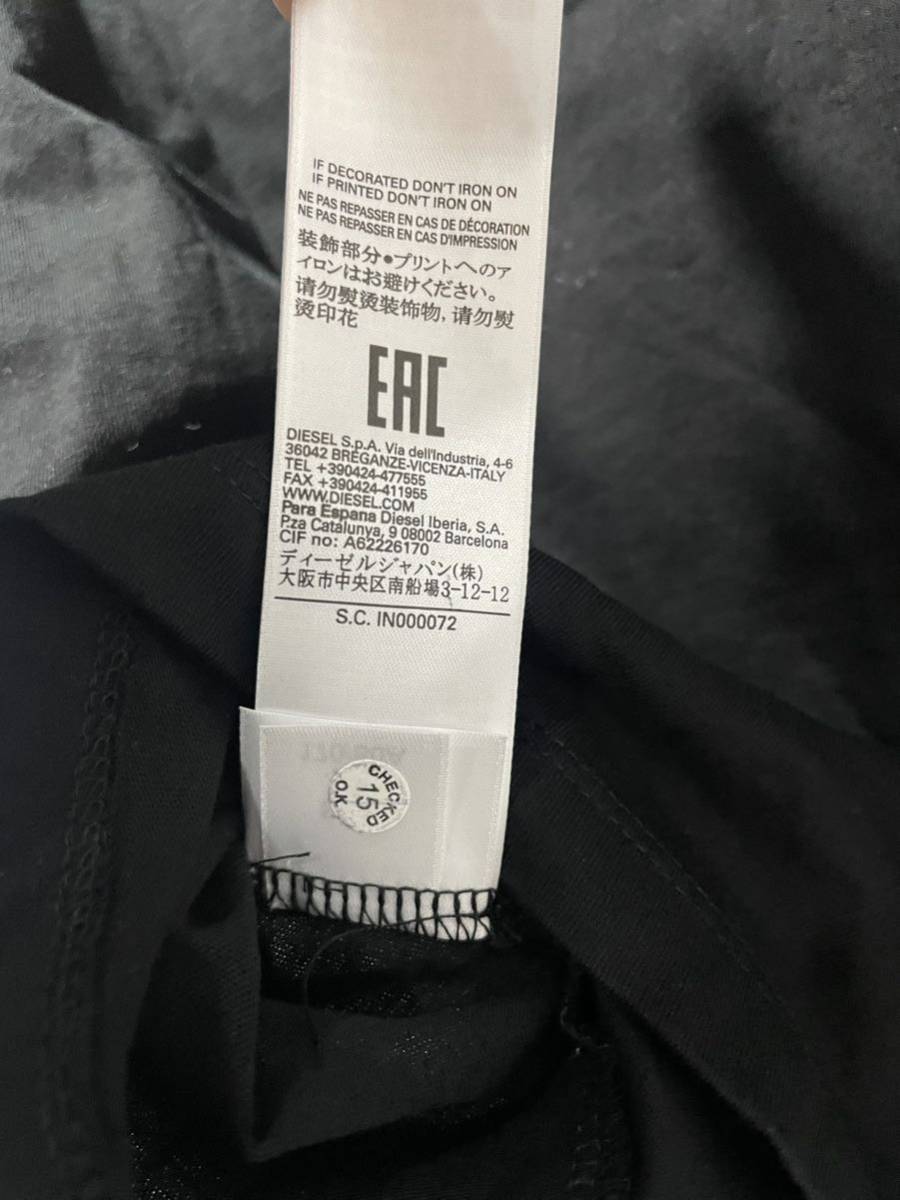 IF DECORATED DON'T IRON ON
IF PRINTED DON'T IRON ON
NE PAS REPASSER EN CAS DE DÉCORATION
NE PAS REPASSER EN CAS D'IMPRESSION
装飾部分●プリントへのア
イロンはお避けください。
请勿熨烫装饰物, 请勿熨
烫印花
EAC
DIESEL S.p.A. Via dell'Industria, 4-6
36042 BREGANZE-VICENZA-ITALY
TEL +390424-477555
FAX +390424-411955
WWW.DIESEL.COM
Para Espana Diesel Iberia, S.A.
Pza Catalunya, 9 08002 Barcelona
CIF no: A62226170
ディーゼルジャパン(株)
大阪市中央区南船場3-12-12
S.C. IN000072
CHECKED
15
O.K